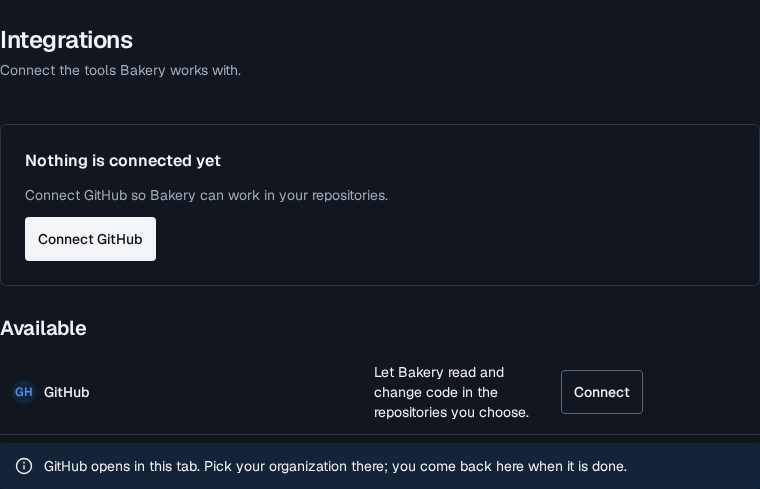 Integrations
Connect the tools Bakery works with.
Nothing is connected yet
Connect GitHub so Bakery can work in your repositories.
Connect GitHub
Available
GH GitHub
Let Bakery read and
change code in the
repositories you choose.
Connect
GitHub opens in this tab. Pick your organization there; you come back here when it is done.